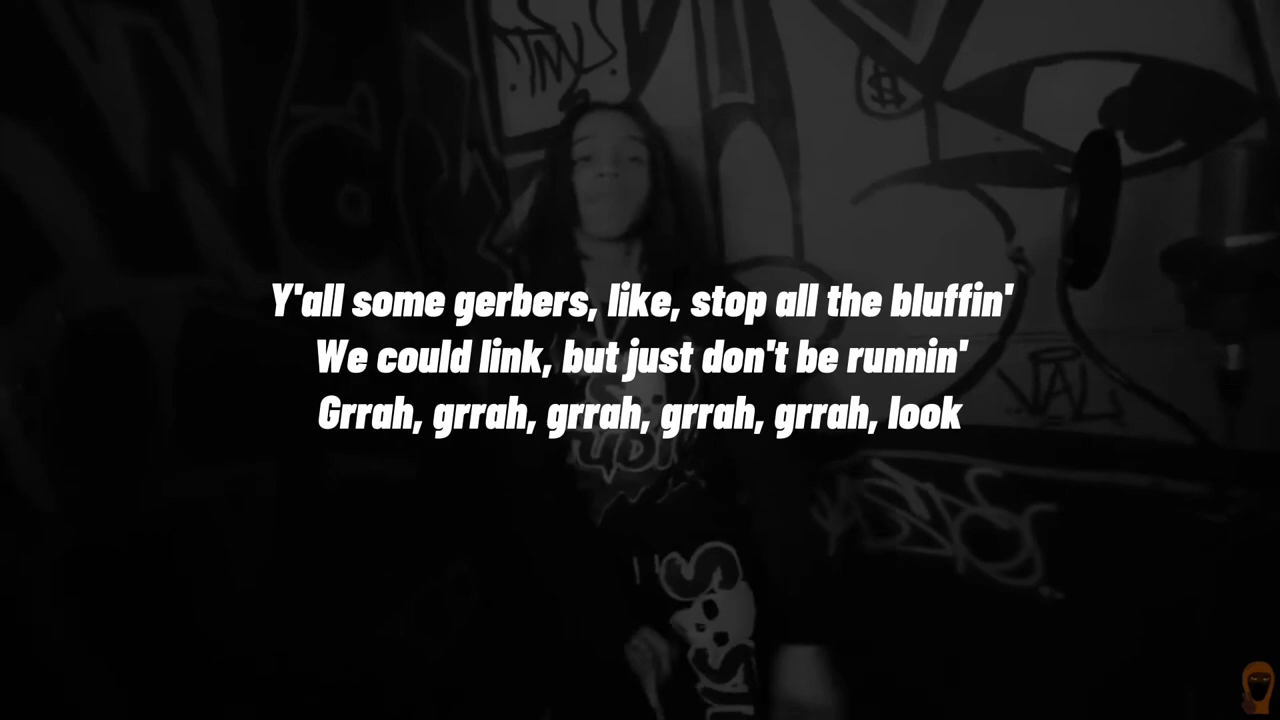 TMJ
$
Y'all some gerbers, like, stop all the bluffin'
We could link, but just don't be runnin'
Grrah, grrah, grrah, grrah, grrah, look